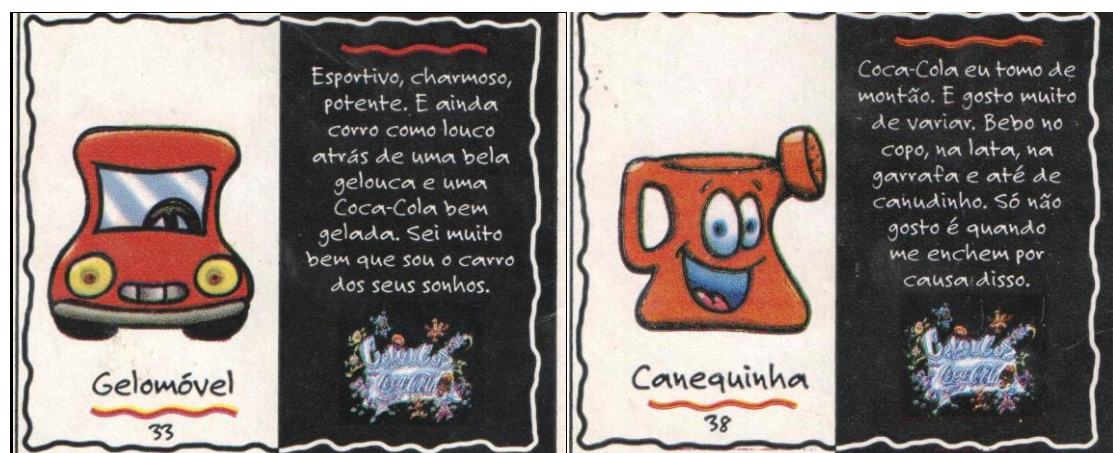 Esportivo, charmoso,
potente. E ainda
corro como louco
atrás de uma bela
gelouca e uma
Coca-Cola bem
gelada. Sei muito
bem que sou o carro
dos seus sonhos.
Gelomóvel
33
Coca-Cola eu tomo de
montão. E gosto muito
de variar. Bebo no
copo, na lata, na
garrafa e até de
canudinho. Só não
gosto é quando
me enchem por
causa disso.
Canequinha
38